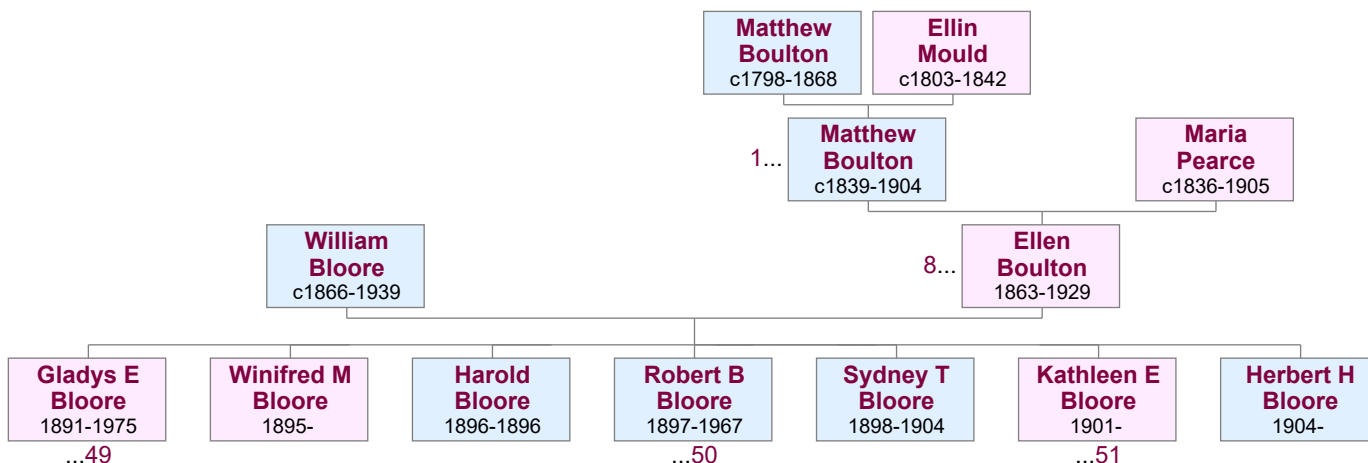 Matthew
Boulton
c1798-1868
Ellin
Mould
c1803-1842
1...
Matthew
Boulton
c1839-1904
Maria
Pearce
c1836-1905
William
Bloore
c1866-1939
8...
Ellen
Boulton
1863-1929
Gladys E
Bloore
1891-1975
...49
Winifred M
Bloore
1895-
Harold
Bloore
1896-1896
Robert B
Bloore
1897-1967
...50
Sydney T
Bloore
1898-1904
Kathleen E
Bloore
1901-
...51
Herbert H
Bloore
1904-